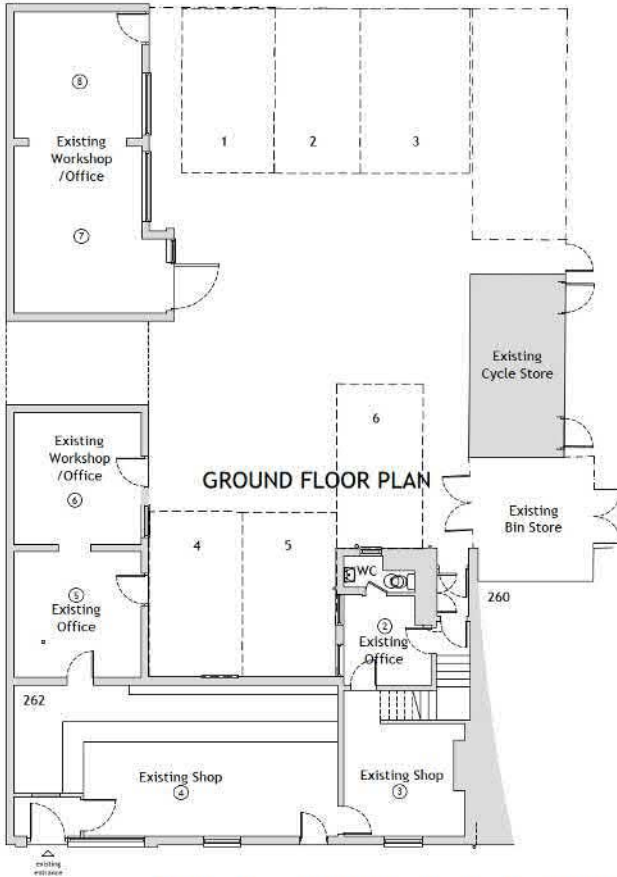 8
Existing
Workshop
/Office
7
1
2
3
Existing
Cycle Store
6
Existing
Workshop
/Office
6
GROUND FLOOR PLAN
Existing
Bin Store
4
5
WC
260
5
Existing
Office
2
Existing
Office
262
Existing Shop
4
Existing Shop
3
existing
entrance